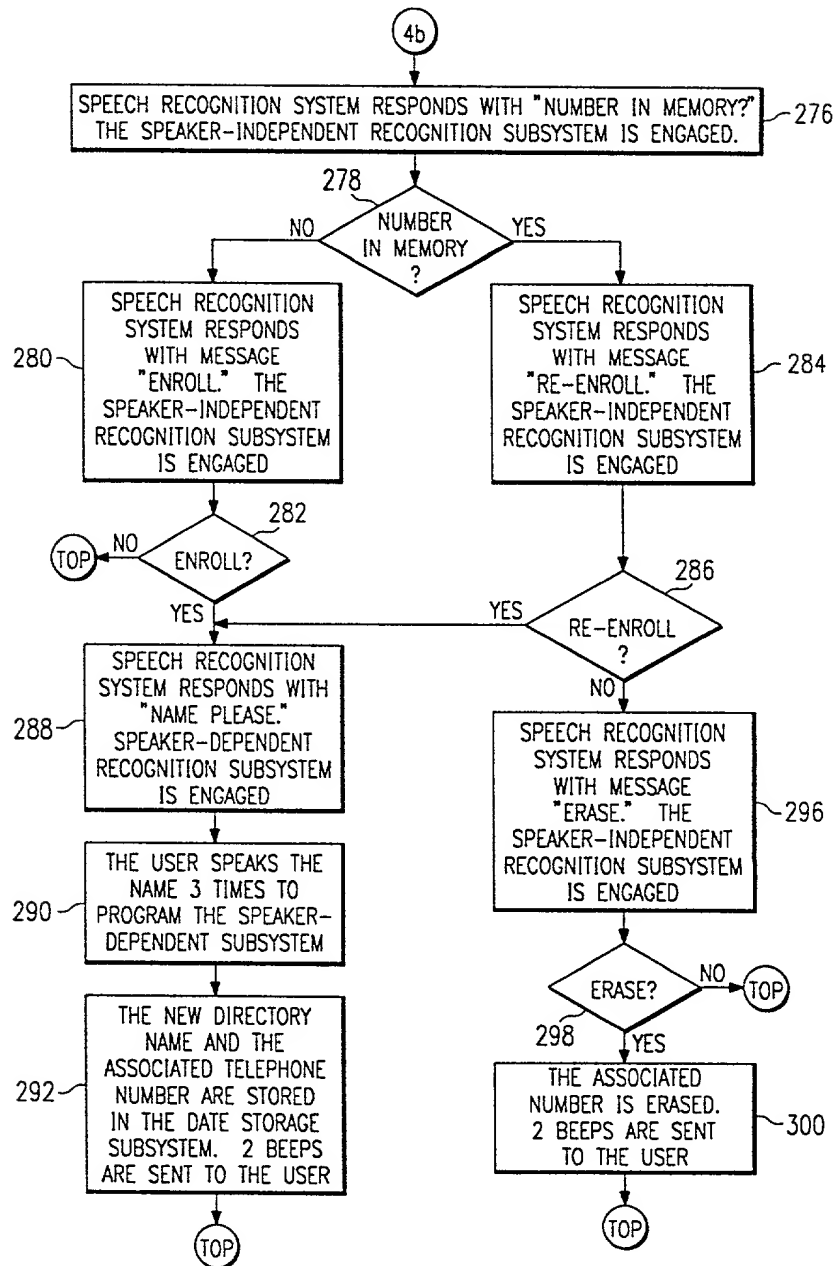 4b
SPEECH RECOGNITION SYSTEM RESPONDS WITH "NUMBER IN MEMORY?"
THE SPEAKER-INDEPENDENT RECOGNITION SUBSYSTEM IS ENGAGED.
276
278
NUMBER
IN MEMORY
?
NO
YES
SPEECH RECOGNITION
SYSTEM RESPONDS
WITH MESSAGE
"ENROLL." THE
SPEAKER-INDEPENDENT
RECOGNITION SUBSYSTEM
IS ENGAGED
280
SPEECH RECOGNITION
SYSTEM RESPONDS
WITH MESSAGE
"RE-ENROLL." THE
SPEAKER-INDEPENDENT
RECOGNITION SUBSYSTEM
IS ENGAGED
284
282
ENROLL?
NO
TOP
YES
286
RE-ENROLL
?
YES
NO
SPEECH RECOGNITION
SYSTEM RESPONDS WITH
"NAME PLEASE."
SPEAKER-DEPENDENT
RECOGNITION SUBSYSTEM
IS ENGAGED
288
SPEECH RECOGNITION
SYSTEM RESPONDS
WITH MESSAGE
"ERASE." THE
SPEAKER-INDEPENDENT
RECOGNITION SUBSYSTEM
IS ENGAGED
296
THE USER SPEAKS THE
NAME 3 TIMES TO
PROGRAM THE SPEAKER-
DEPENDENT SUBSYSTEM
290
ERASE?
NO
TOP
298
YES
THE NEW DIRECTORY
NAME AND THE
ASSOCIATED TELEPHONE
NUMBER ARE STORED
IN THE DATE STORAGE
SUBSYSTEM. 2 BEEPS
ARE SENT TO THE USER
292
THE ASSOCIATED
NUMBER IS ERASED.
2 BEEPS ARE SENT
TO THE USER
300
TOP
TOP